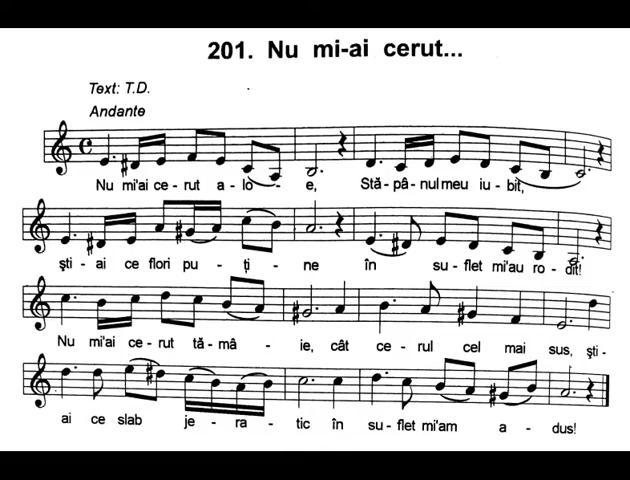 201. Nu mi-ai cerut...
Text: T.D.
Andante
Nu mi'ai ce - rut a - lo - e, Stă - pâ - nul meu iu - bit,
ști - ai ce flori pu - ți - ne în su - flet mi'au ro - dit!
Nu mi'ai ce - rut tă - mâ - ie, cât ce - rul cel mai sus, ști -
ai ce slab je - ra - tic în su - flet mi'am a - dus!